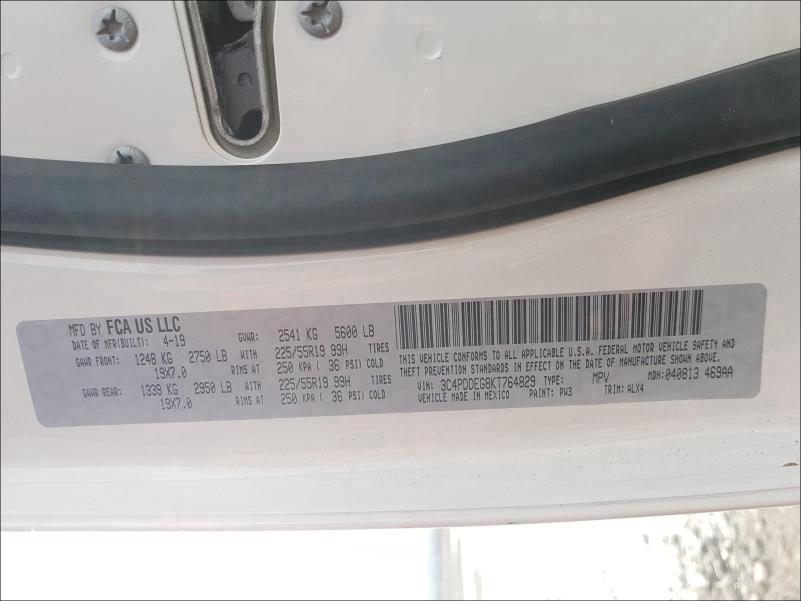 MFD BY FCA US LLC
DATE OF MFR(BUILT): 4-19 GVWR: 2541 KG 5600 LB
GAWR FRONT: 1248 KG 2750 LB WITH 225/55R19 99H TIRES
19X7.0 RIMS AT 250 KPA ( 36 PSI) COLD
GAWR REAR: 1339 KG 2950 LB WITH 225/55R19 99H TIRES
19X7.0 RIMS AT 250 KPA ( 36 PSI) COLD
THIS VEHICLE CONFORMS TO ALL APPLICABLE U.S.A. FEDERAL MOTOR VEHICLE SAFETY AND
THEFT PREVENTION STANDARDS IN EFFECT ON THE DATE OF MANUFACTURE SHOWN ABOVE.
VIN: 3C4PDDEG8KT764829 TYPE: MPV MDH: 040813 469AA
VEHICLE MADE IN MEXICO PAINT: PW3 TRIM: ALX4